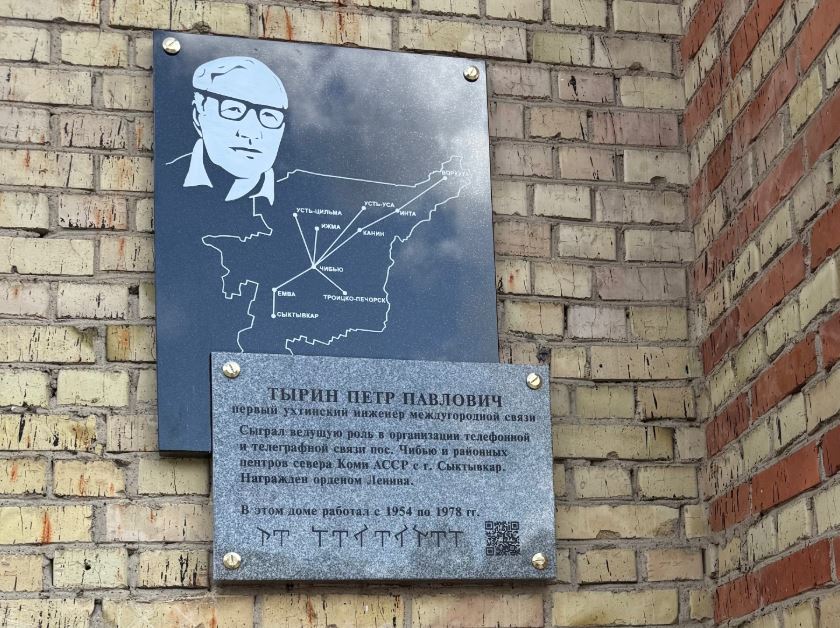 ВОРКУТА
УСТЬ-ЦИЛЬМА
УСТЬ-УСА
ИНТА
ИЖМА
КАНИН
ЧИБЬЮ
ЕМВА
ТРОИЦКО-ПЕЧОРСК
СЫКТЫВКАР
ТЫРИН ПЕТР ПАВЛОВИЧ
первый ухтинский инженер междугородной связи
Сыграл ведущую роль в организации телефонной
и телеграфной связи пос. Чибью и районных
центров севера Коми АССР с г. Сыктывкар.
Награжден орденом Ленина.
В этом доме работал с 1954 по 1978 гг.